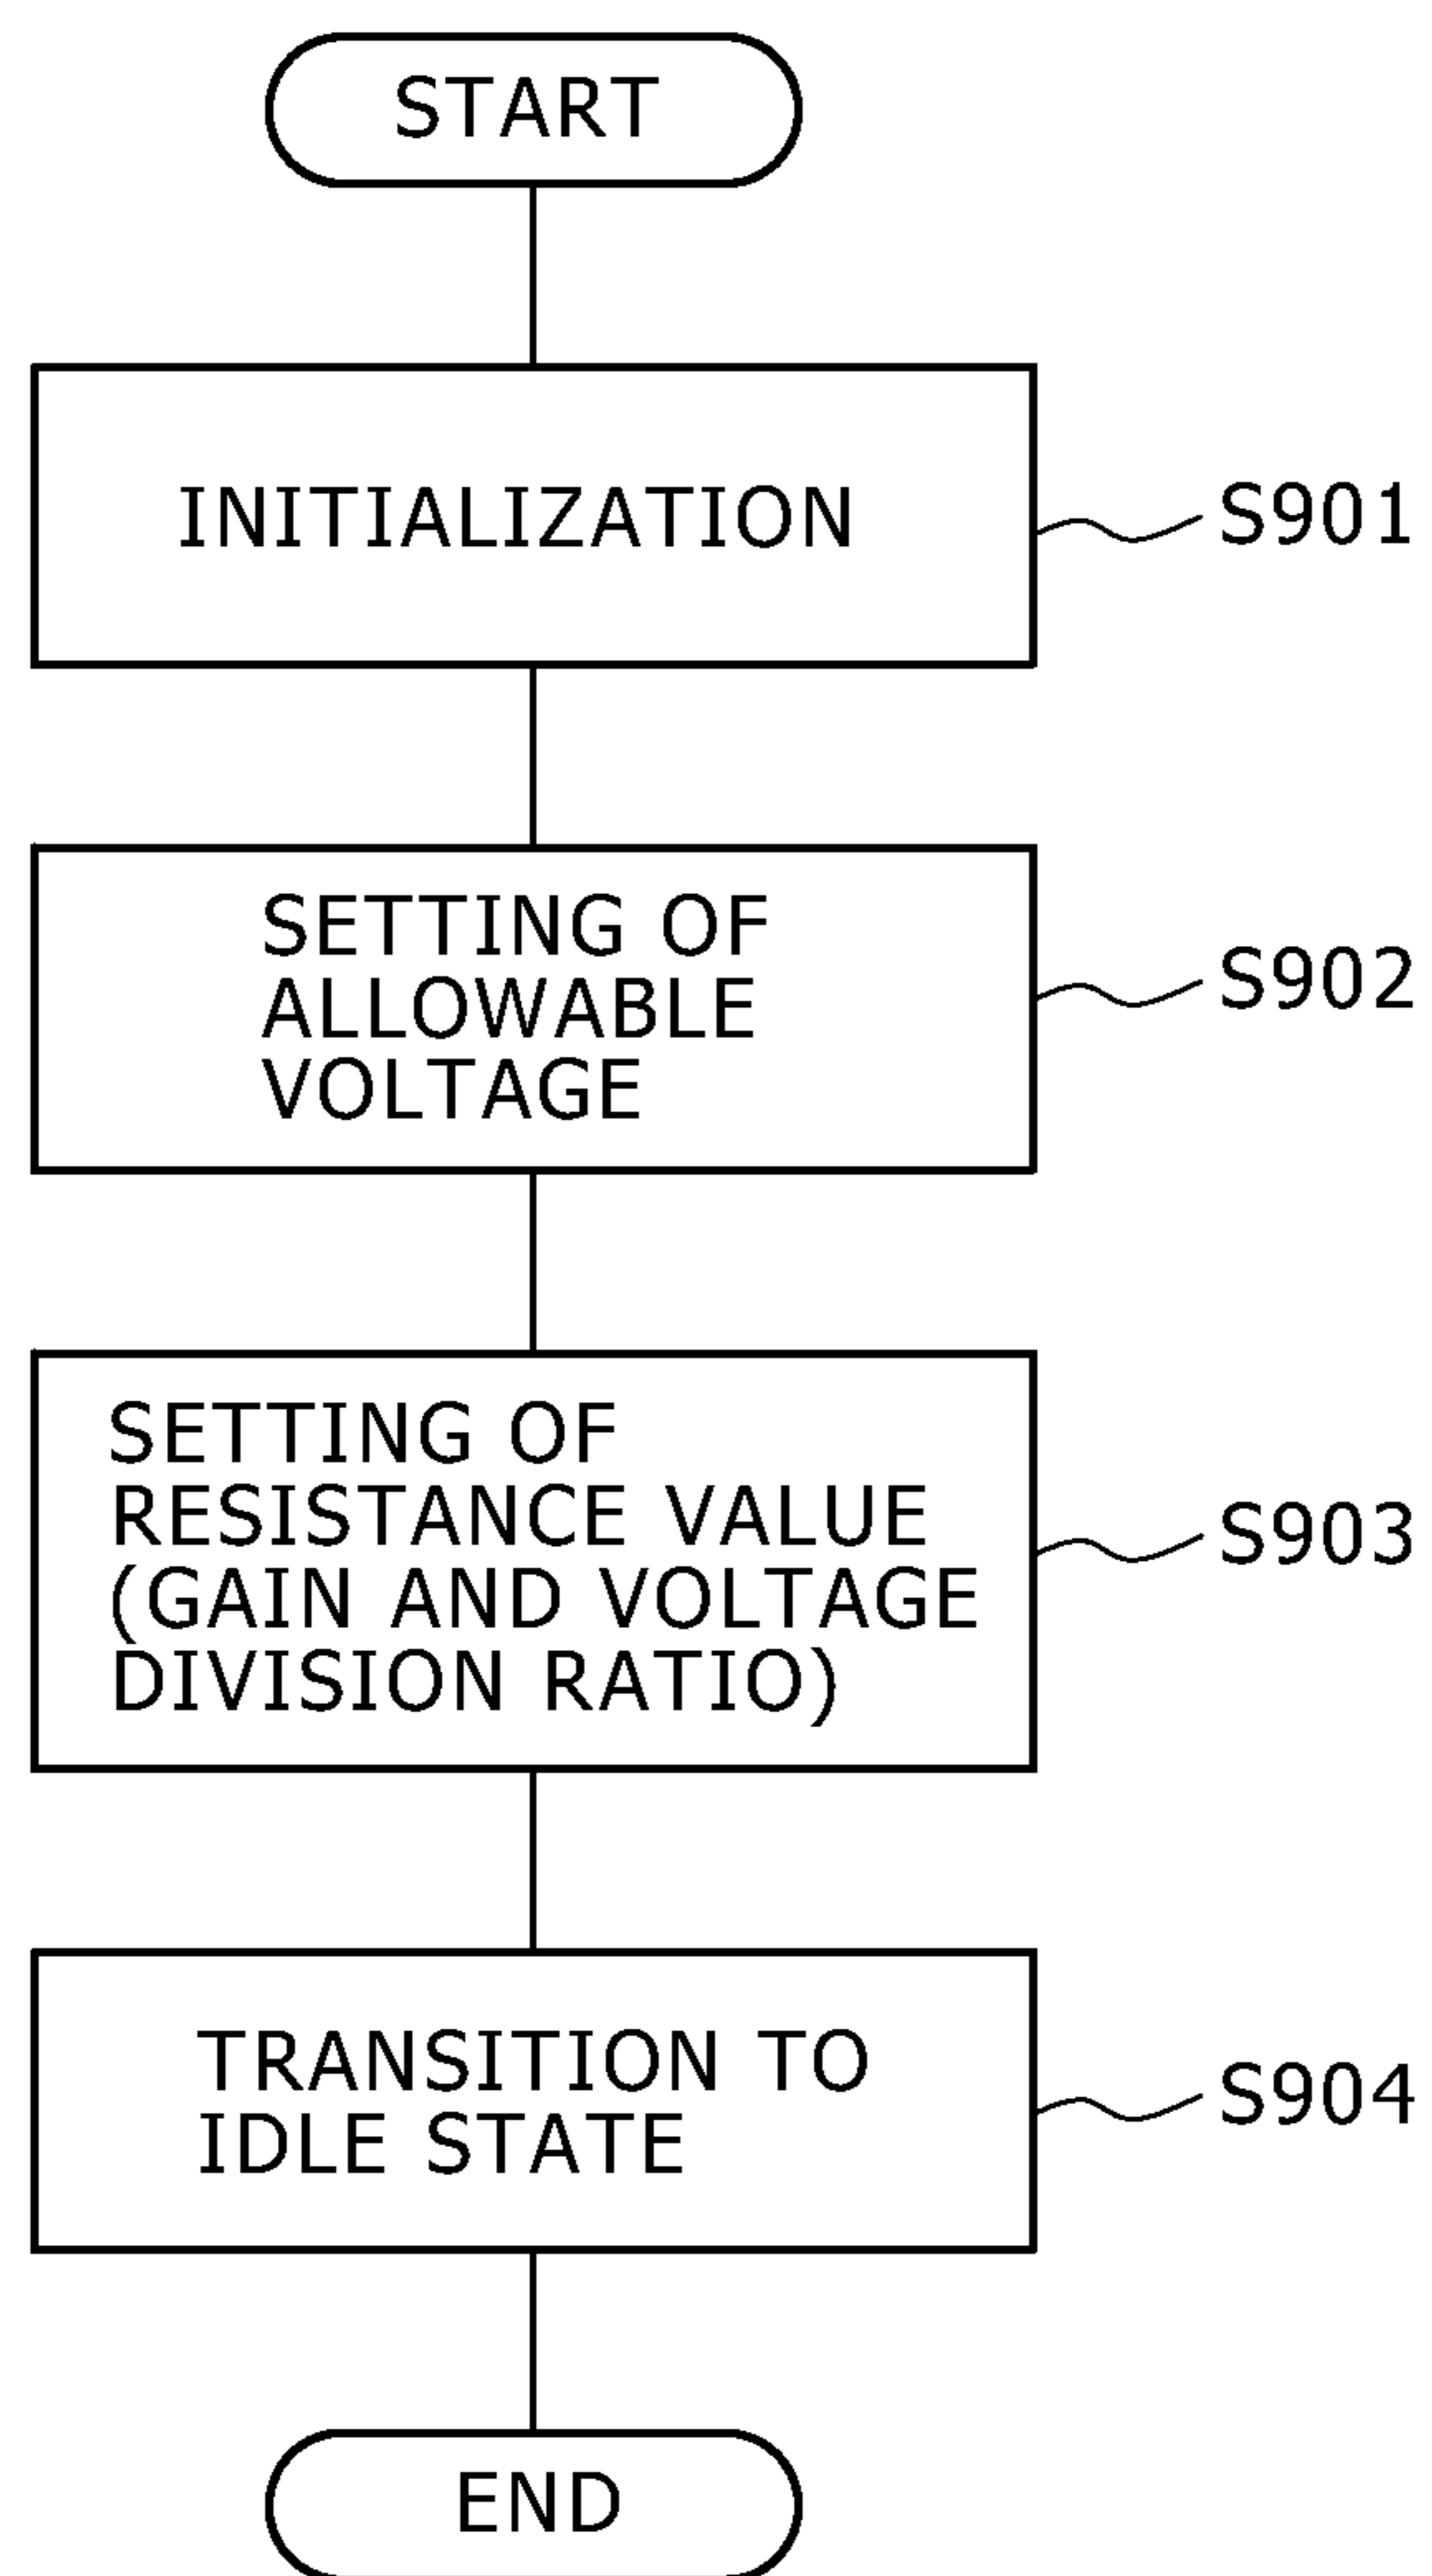 START
INITIALIZATION
S901
SETTING OF
ALLOWABLE
VOLTAGE
S902
SETTING OF
RESISTANCE VALUE
(GAIN AND VOLTAGE
DIVISION RATIO)
S903
TRANSITION TO
IDLE STATE
S904
END